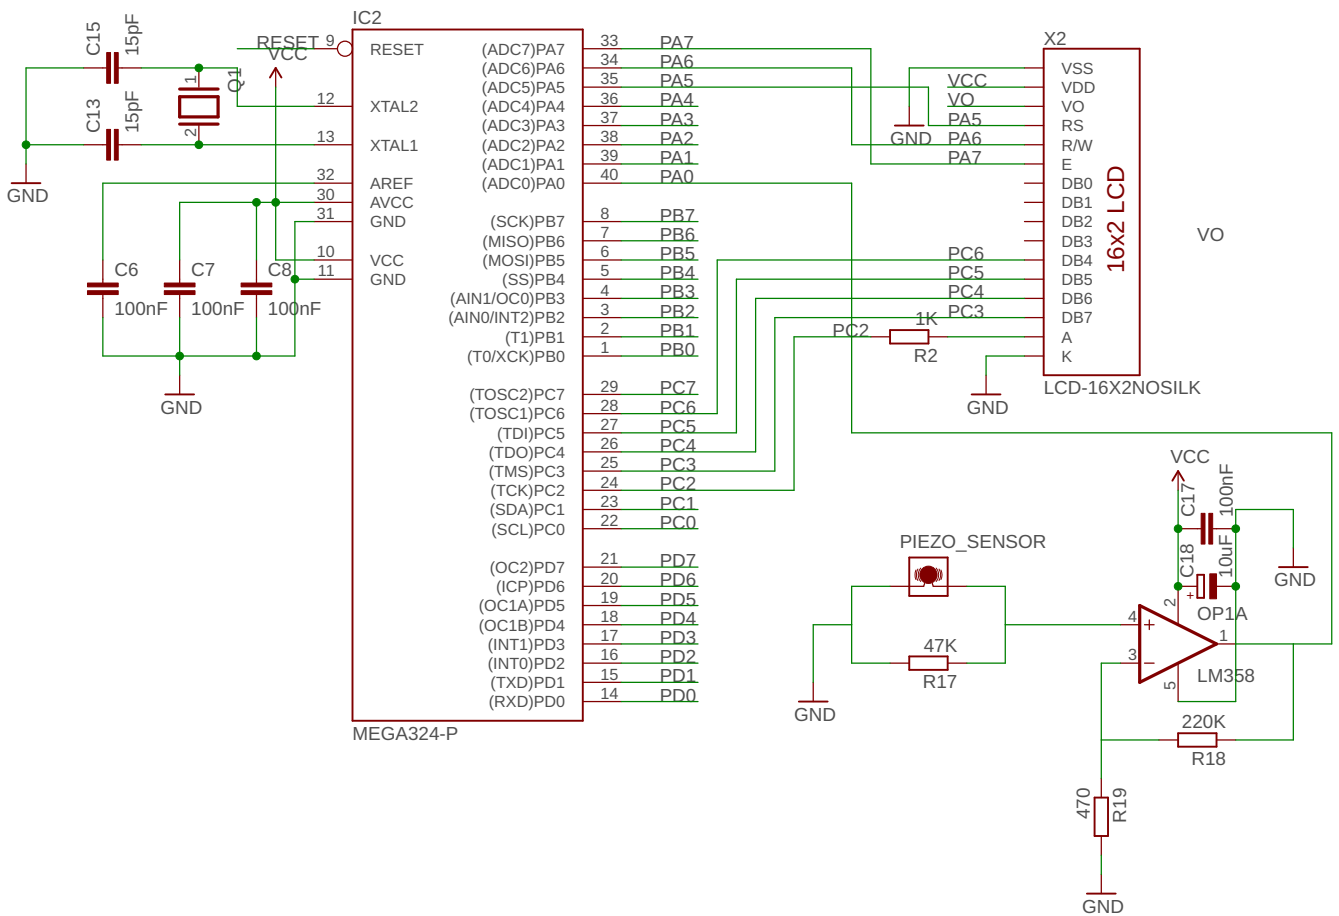 IC2
C15
15pF
C13
15pF
1
Q1
2
GND
RESET
VCC
9
RESET
12
XTAL2
13
XTAL1
32
AREF
30
AVCC
31
GND
10
VCC
11
GND
C6
100nF
C7
100nF
C8
100nF
GND
(ADC7)PA7 33 PA7
(ADC6)PA6 34 PA6
(ADC5)PA5 35 PA5
(ADC4)PA4 36 PA4
(ADC3)PA3 37 PA3
(ADC2)PA2 38 PA2
(ADC1)PA1 39 PA1
(ADC0)PA0 40 PA0
(SCK)PB7 8 PB7
(MISO)PB6 7 PB6
(MOSI)PB5 6 PB5
(SS)PB4 5 PB4
(AIN1/OC0)PB3 4 PB3
(AIN0/INT2)PB2 3 PB2
(T1)PB1 2 PB1
(T0/XCK)PB0 1 PB0
(TOSC2)PC7 29 PC7
(TOSC1)PC6 28 PC6
(TDI)PC5 27 PC5
(TDO)PC4 26 PC4
(TMS)PC3 25 PC3
(TCK)PC2 24 PC2
(SDA)PC1 23 PC1
(SCL)PC0 22 PC0
(OC2)PD7 21 PD7
(ICP)PD6 20 PD6
(OC1A)PD5 19 PD5
(OC1B)PD4 18 PD4
(INT1)PD3 17 PD3
(INT0)PD2 16 PD2
(TXD)PD1 15 PD1
(RXD)PD0 14 PD0
MEGA324-P
X2
VSS
VCC VDD
VO VO
GND
PA5 RS
PA6 R/W
PA7 E
DB0
DB1
DB2
DB3
PC6 DB4
PC5 DB5
PC4 DB6
PC3 DB7
PC2
1K
R2
A
K
16x2 LCD
GND
LCD-16X2NOSILK
VO
VCC
C17
100nF
C18
10uF
+
GND
PIEZO_SENSOR
47K
R17
GND
OP1A
2
4
+
3
−
1
5
LM358
220K
R18
470
R19
GND